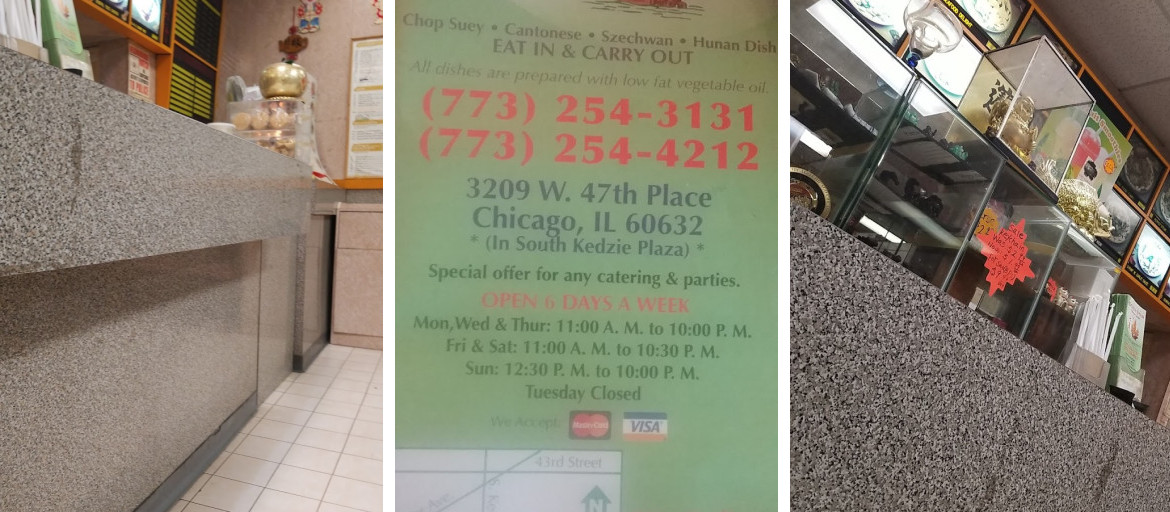 Chop Suey • Cantonese • Szechwan • Hunan Dish
EAT IN & CARRY OUT
All dishes are prepared with low fat vegetable oil.
(773) 254-3131
(773) 254-4212
3209 W. 47th Place
Chicago, IL 60632
* (In South Kedzie Plaza) *
Special offer for any catering & parties.
OPEN 6 DAYS A WEEK
Mon,Wed & Thur: 11:00 A. M. to 10:00 P. M.
Fri & Sat: 11:00 A. M. to 10:30 P. M.
Sun: 12:30 P. M. to 10:00 P. M.
Tuesday Closed
We Accept:
MasterCard
VISA
43rd Street
N